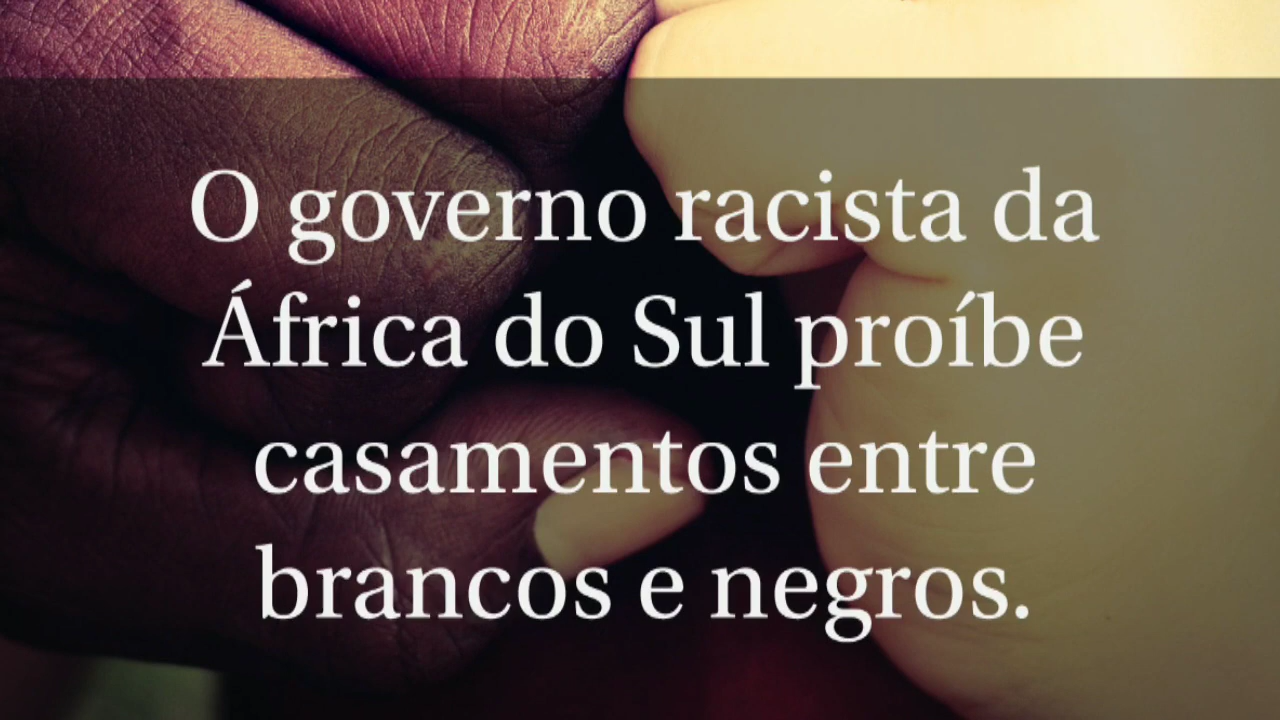 O governo racista da
África do Sul proíbe
casamentos entre
brancos e negros.